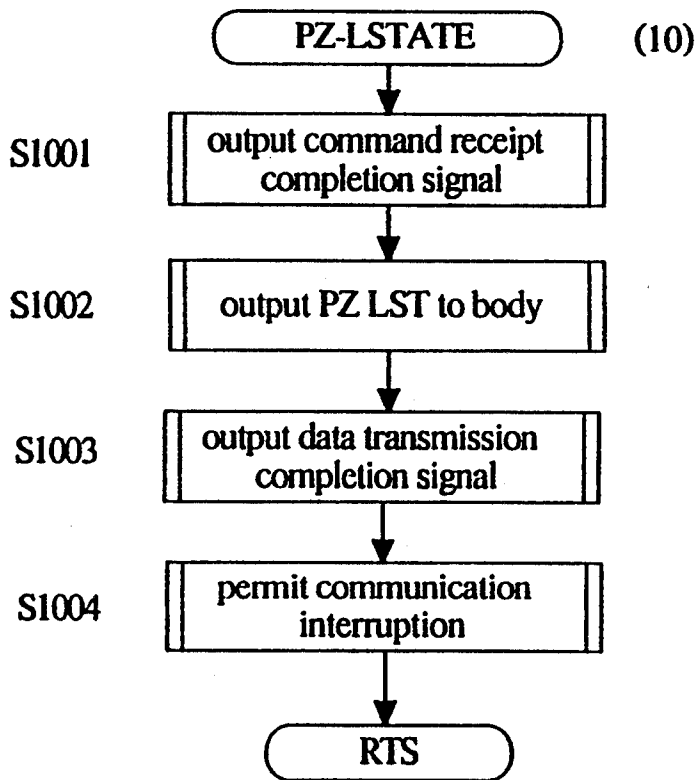 PZ-LSTATE
(10)
S1001
output command receipt
completion signal
S1002
output PZ LST to body
S1003
output data transmission
completion signal
S1004
permit communication
interruption
RTS